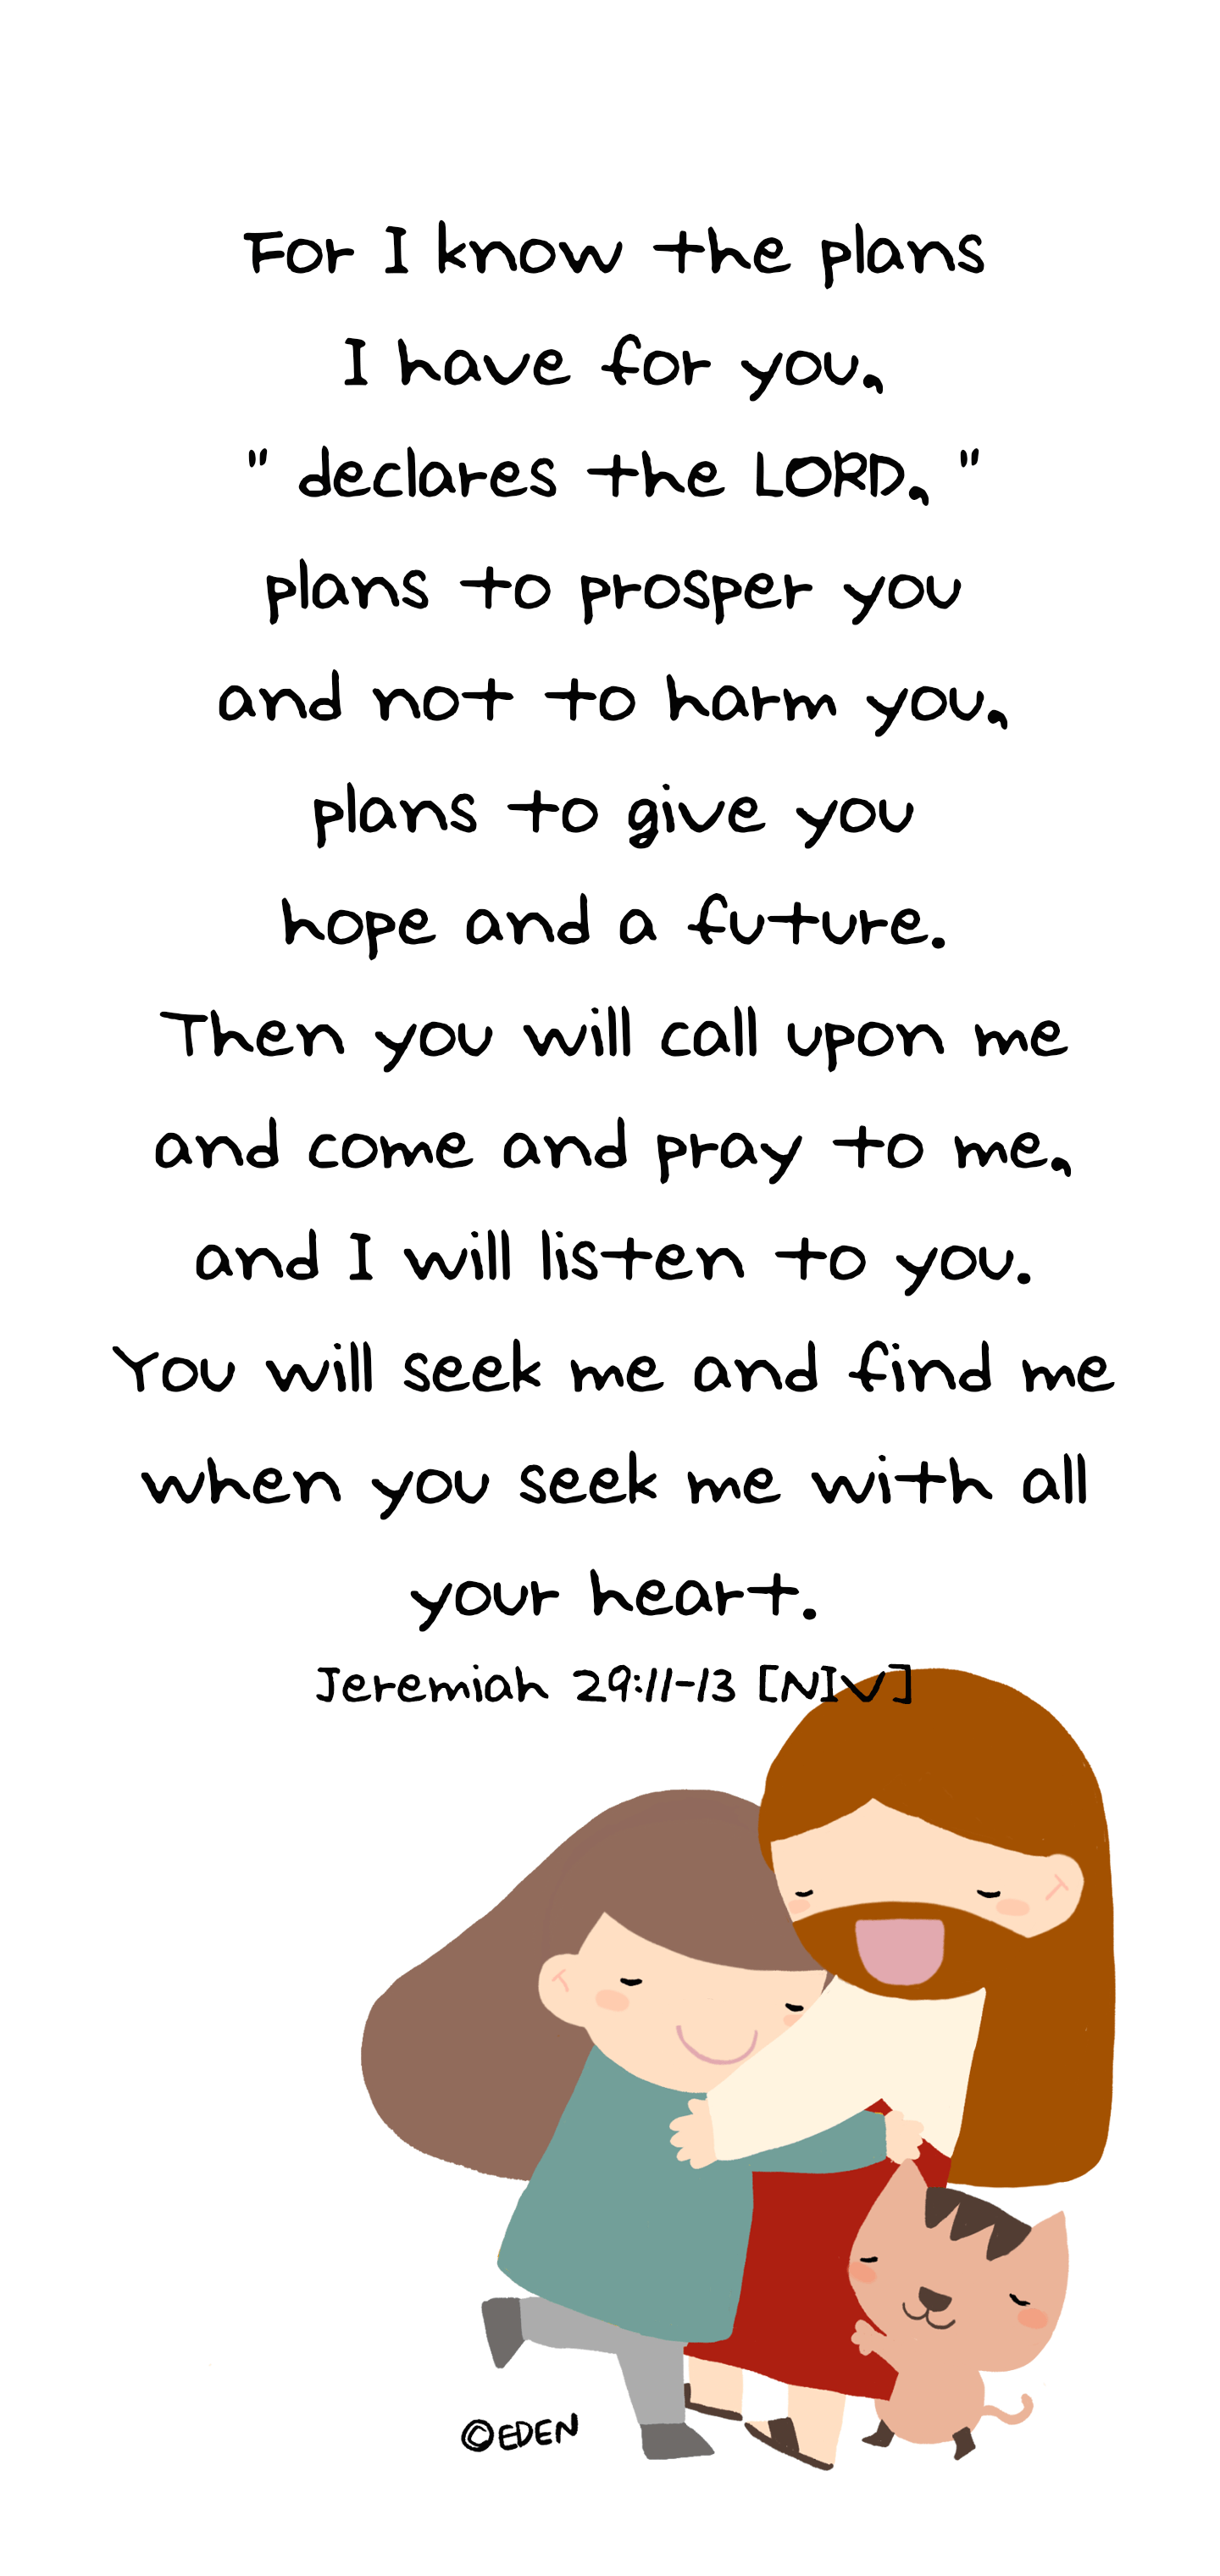 For I know the plans
I have for you,
" declares the LORD, "
plans to prosper you
and not to harm you,
plans to give you
hope and a future.
Then you will call upon me
and come and pray to me,
and I will listen to you.
You will seek me and find me
when you seek me with all
your heart.
Jeremiah 29:11-13 [NIV]
©EDEN